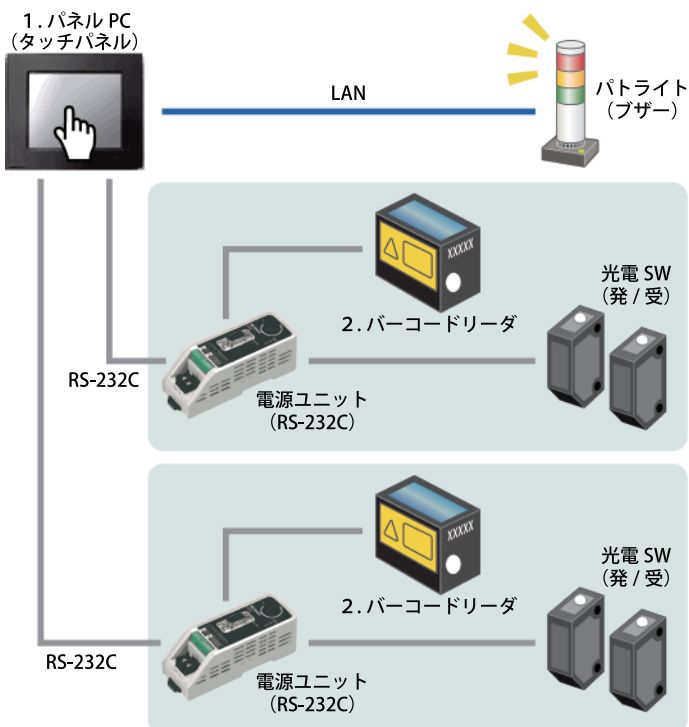 1.パネル PC
(タッチパネル)
LAN
パトライト
(ブザー)
XXXXX
2.バーコードリーダ
光電 SW
(発 / 受)
RS-232C
電源ユニット
(RS-232C)
XXXXX
2.バーコードリーダ
光電 SW
(発 / 受)
RS-232C
電源ユニット
(RS-232C)